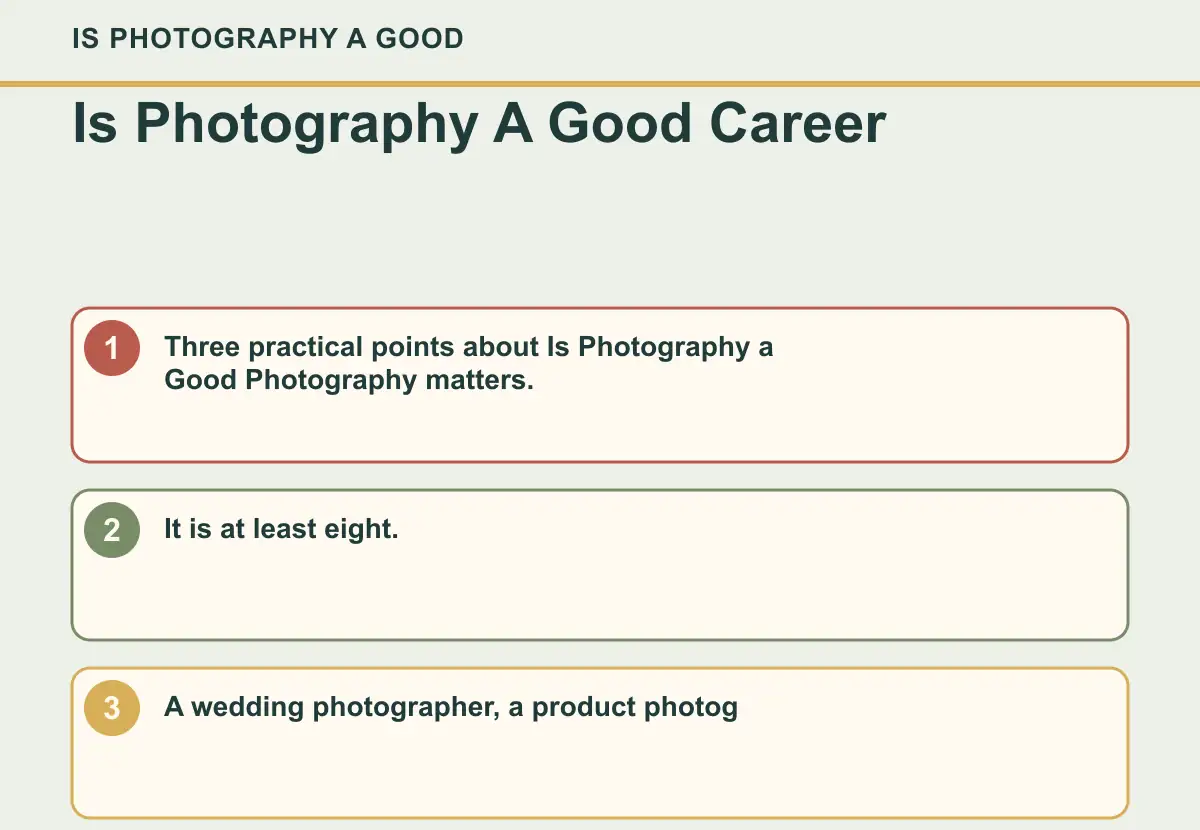 IS PHOTOGRAPHY A GOOD
Is Photography A Good Career
1
Three practical points about Is Photography a
Good Photography matters.
2
It is at least eight.
3
A wedding photographer, a product photog